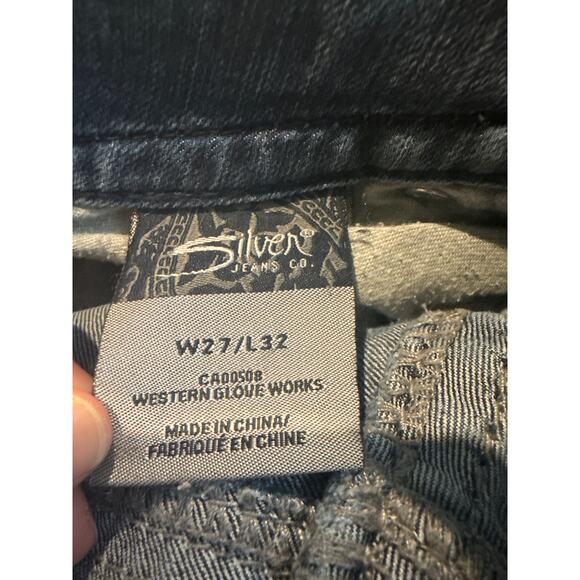 Silver®
JEANS CO.
W27/L32
CA00508
WESTERN GLOVE WORKS
MADE IN CHINA/
FABRIQUÉ EN CHINE